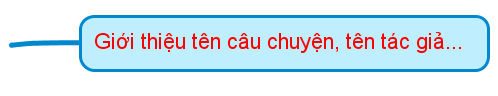 Giới thiệu tên câu chuyện, tên tác giả...